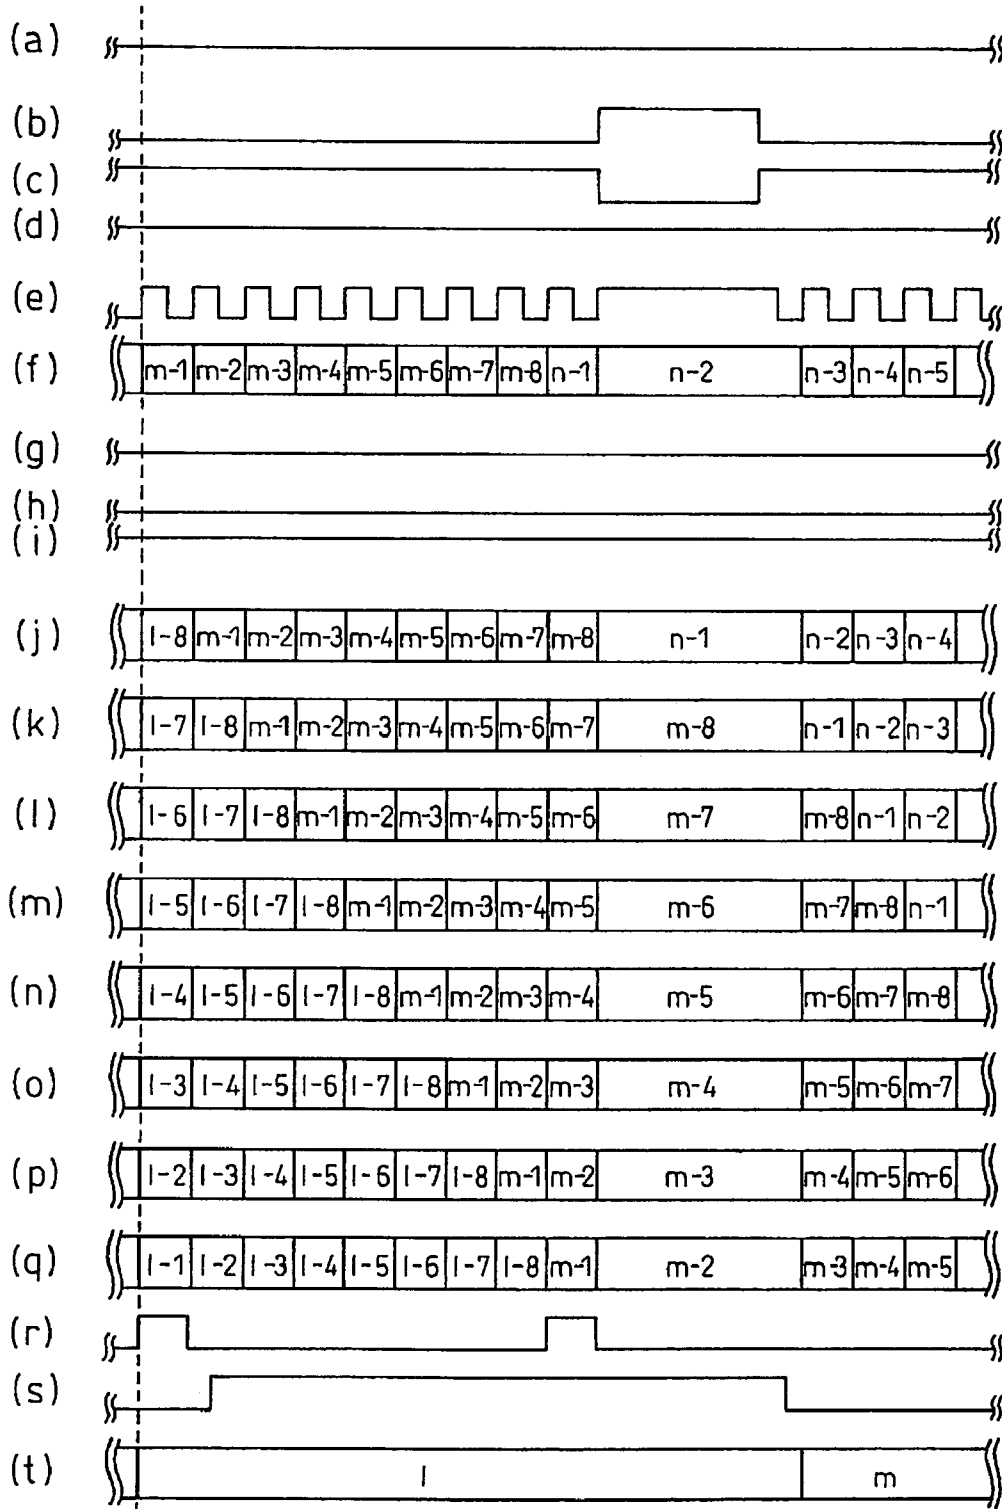 (a)
(b)
(c)
(d)
(e)
(f) m-1 m-2 m-3 m-4 m-5 m-6 m-7 m-8 n-1 n-2 n-3 n-4 n-5
(g)
(h)
(i)
(j) l-8 m-1 m-2 m-3 m-4 m-5 m-6 m-7 m-8 n-1 n-2 n-3 n-4
(k) l-7 l-8 m-1 m-2 m-3 m-4 m-5 m-6 m-7 m-8 n-1 n-2 n-3
(l) l-6 l-7 l-8 m-1 m-2 m-3 m-4 m-5 m-6 m-7 m-8 n-1 n-2
(m) l-5 l-6 l-7 l-8 m-1 m-2 m-3 m-4 m-5 m-6 m-7 m-8 n-1
(n) l-4 l-5 l-6 l-7 l-8 m-1 m-2 m-3 m-4 m-5 m-6 m-7 m-8
(o) l-3 l-4 l-5 l-6 l-7 l-8 m-1 m-2 m-3 m-4 m-5 m-6 m-7
(p) l-2 l-3 l-4 l-5 l-6 l-7 l-8 m-1 m-2 m-3 m-4 m-5 m-6
(q) l-1 l-2 l-3 l-4 l-5 l-6 l-7 l-8 m-1 m-2 m-3 m-4 m-5
(r)
(s)
(t) l m